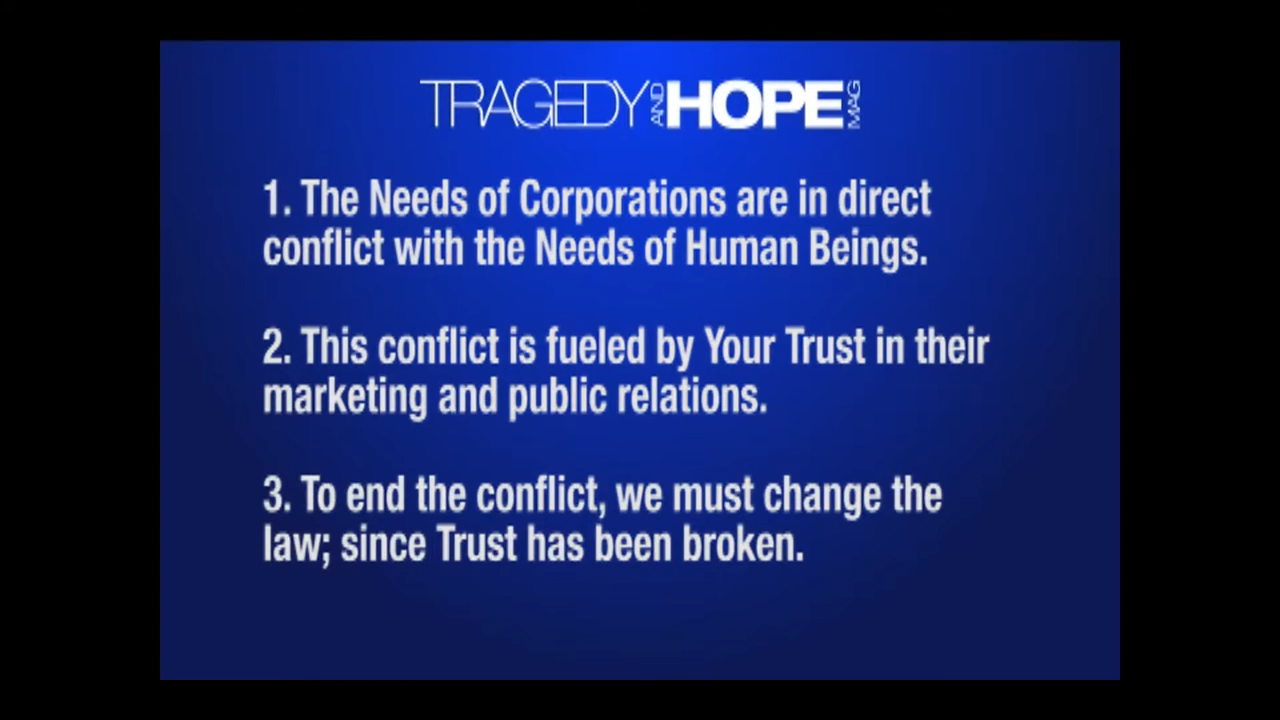 TRAGEDY AND HOPE MAG
1. The Needs of Corporations are in direct
conflict with the Needs of Human Beings.
2. This conflict is fueled by Your Trust in their
marketing and public relations.
3. To end the conflict, we must change the
law; since Trust has been broken.